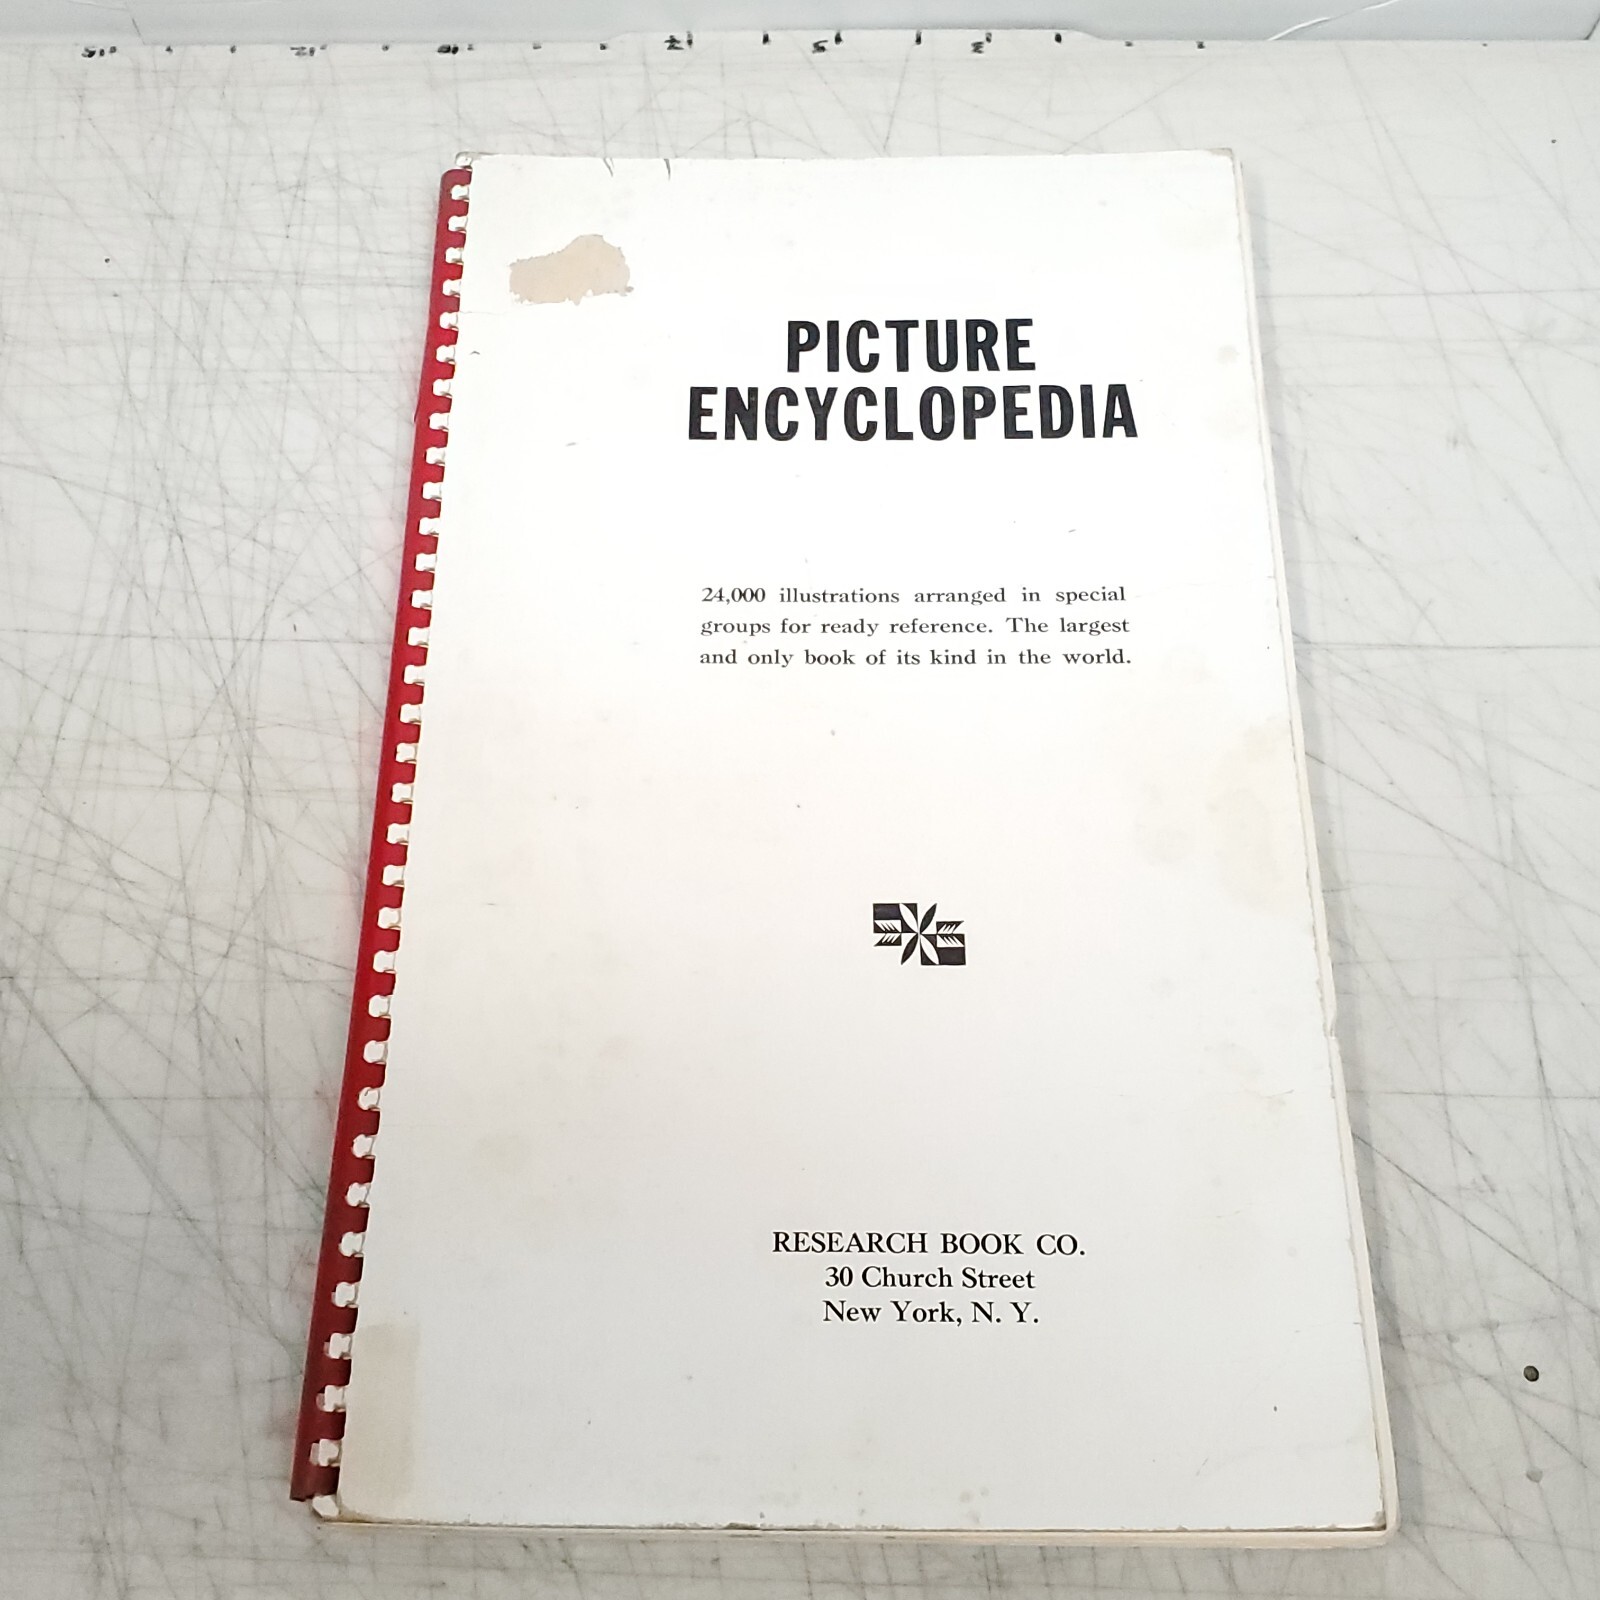 PICTURE
ENCYCLOPEDIA
24,000 illustrations arranged in special
groups for ready reference. The largest
and only book of its kind in the world.
RESEARCH BOOK CO.
30 Church Street
New York, N. Y.